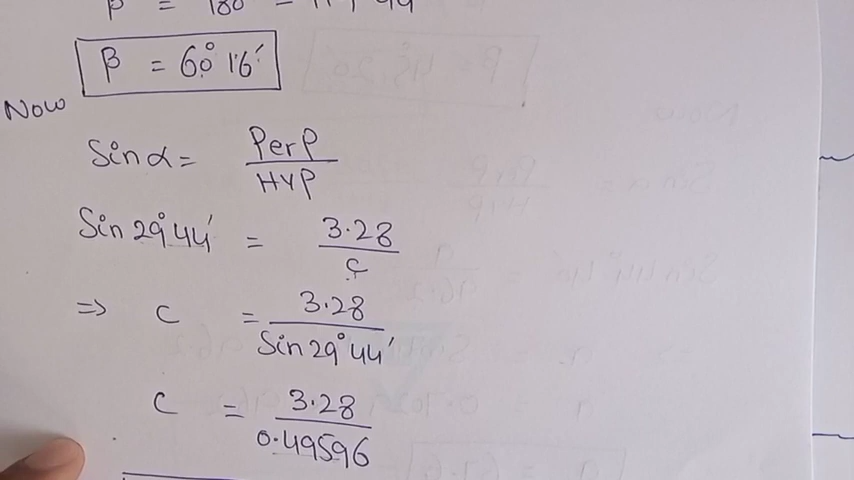 β = 180 =
β = 60° 16′
Now
Sin α = Perp / Hyp
Sin 29° 44′ = 3.28 / c
⇒ c = 3.28 / Sin 29° 44′
c = 3.28 / 0.49596